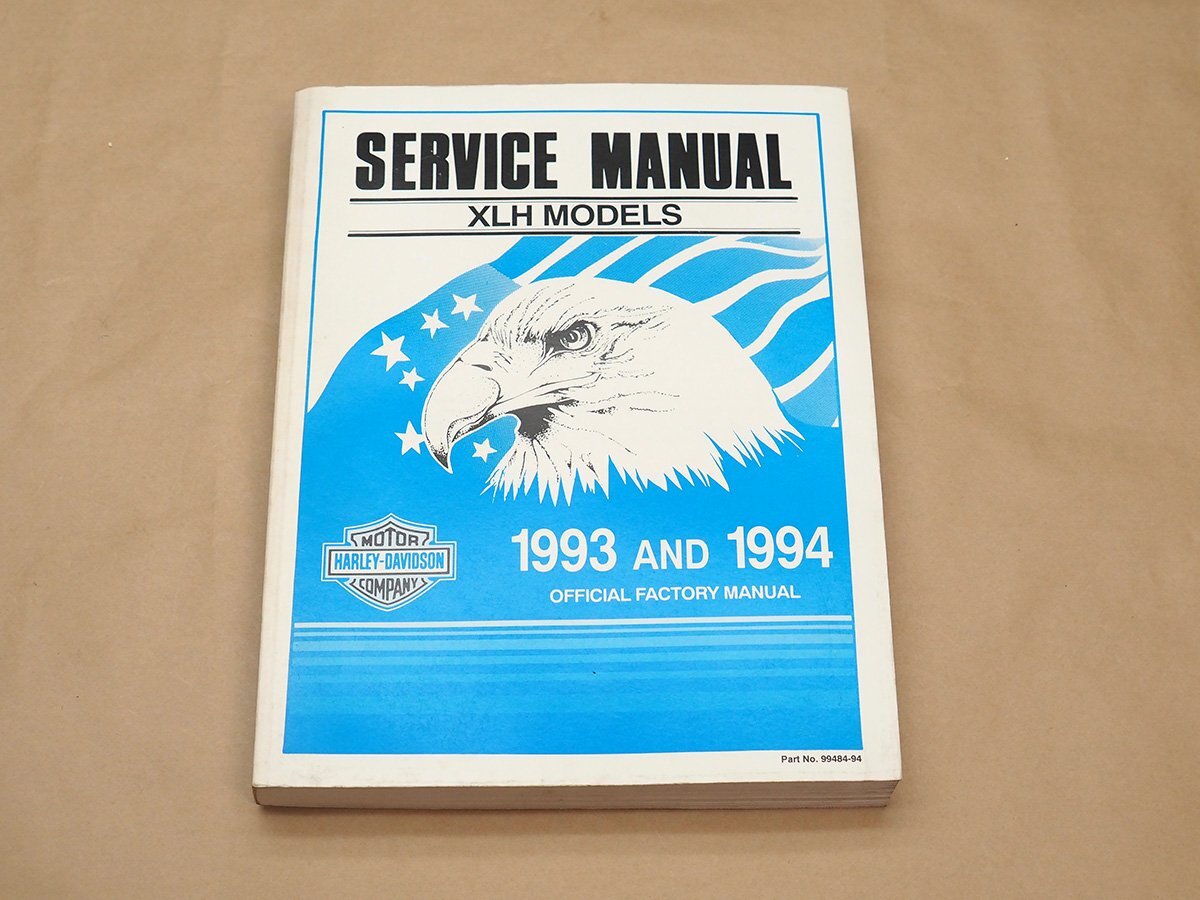 SERVICE MANUAL
XLH MODELS
MOTOR
HARLEY-DAVIDSON
COMPANY
1993 AND 1994
OFFICIAL FACTORY MANUAL
Part No. 99484-94